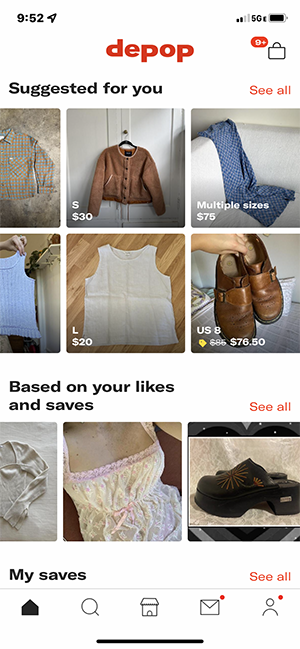 9:52
5GE
depop
9+
Suggested for you
See all
S
$30
Multiple sizes
$75
L
$20
US 8
$85 $76.50
Based on your likes
and saves
See all
My saves
See all